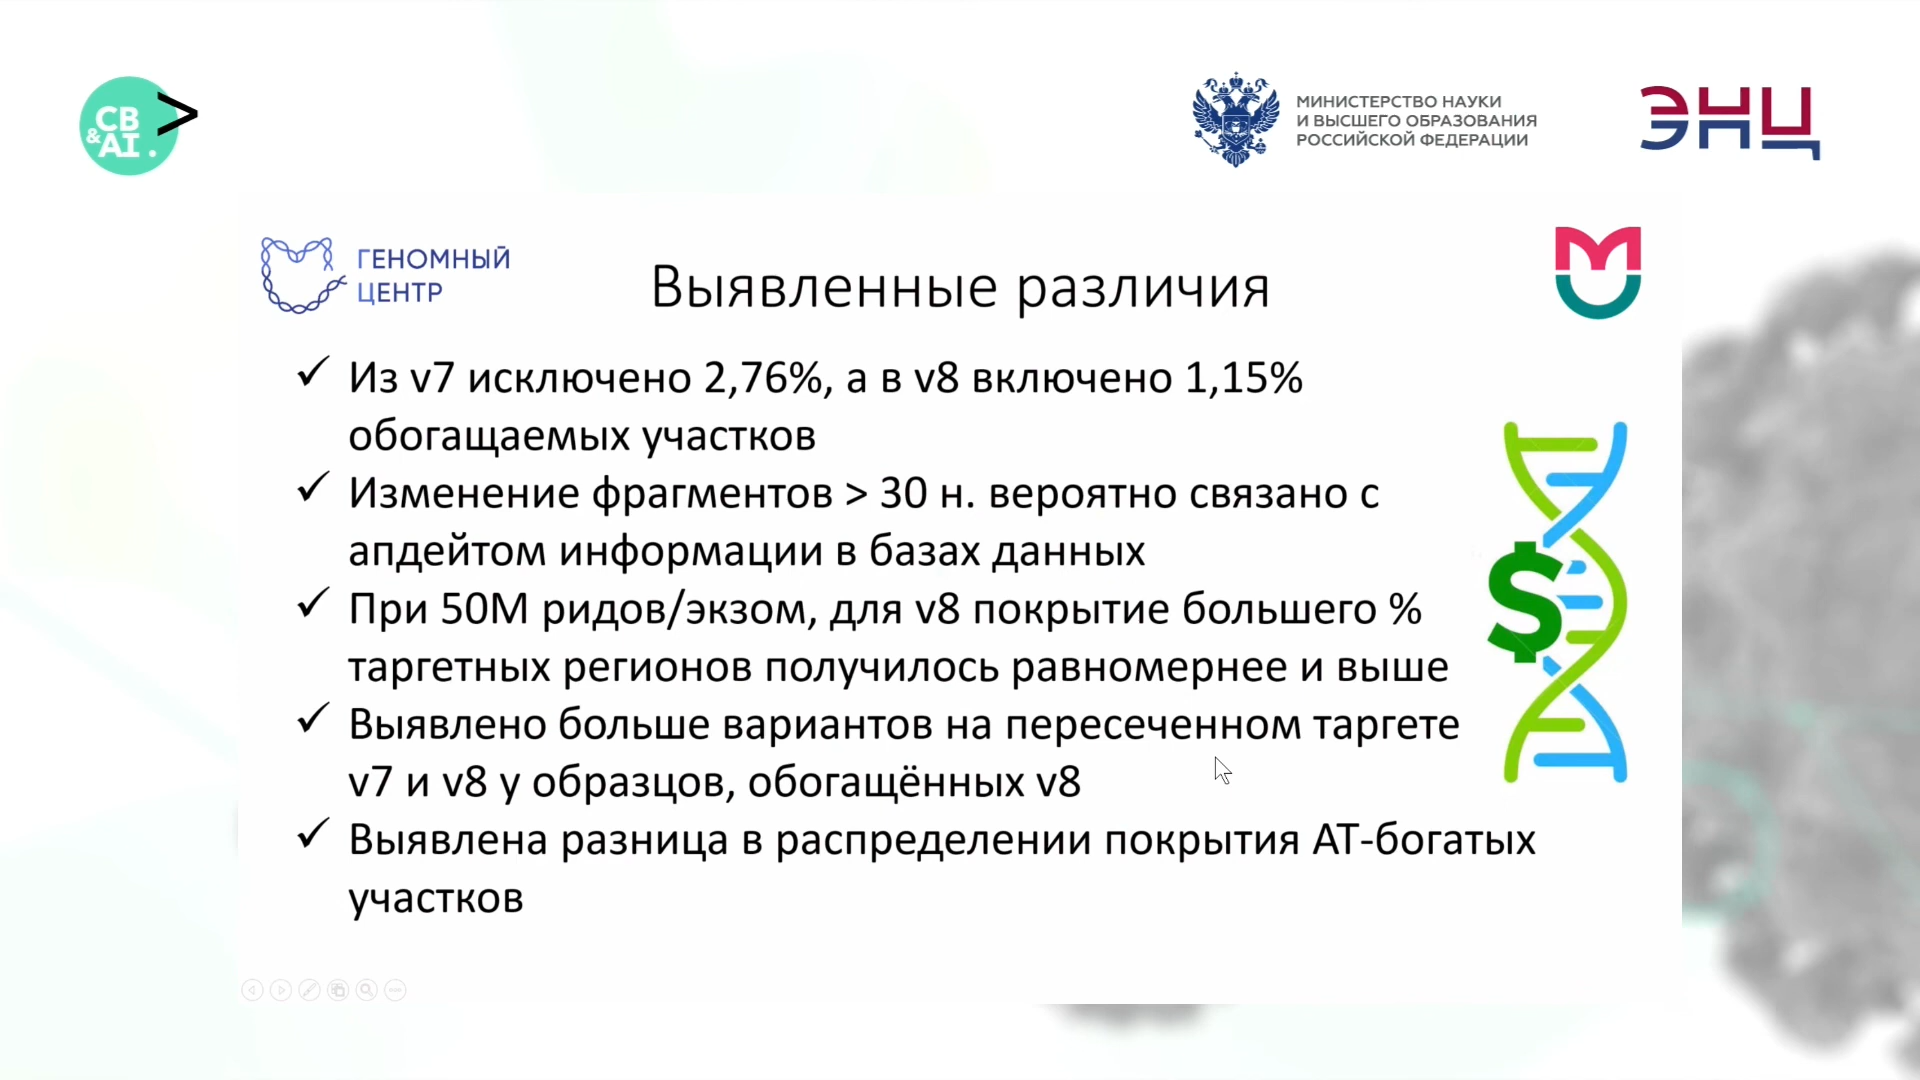 CB
&AI .
>
МИНИСТЕРСТВО НАУКИ
И ВЫСШЕГО ОБРАЗОВАНИЯ
РОССИЙСКОЙ ФЕДЕРАЦИИ
ЭНЦ
ГЕНОМНЫЙ
ЦЕНТР
Выявленные различия
✓ Из v7 исключено 2,76%, а в v8 включено 1,15%
обогащаемых участков
✓ Изменение фрагментов > 30 н. вероятно связано с
апдейтом информации в базах данных
✓ При 50М ридов/экзом, для v8 покрытие большего %
таргетных регионов получилось равномернее и выше
✓ Выявлено больше вариантов на пересеченном таргете
v7 и v8 у образцов, обогащённых v8
✓ Выявлена разница в распределении покрытия АТ-богатых
участков
$